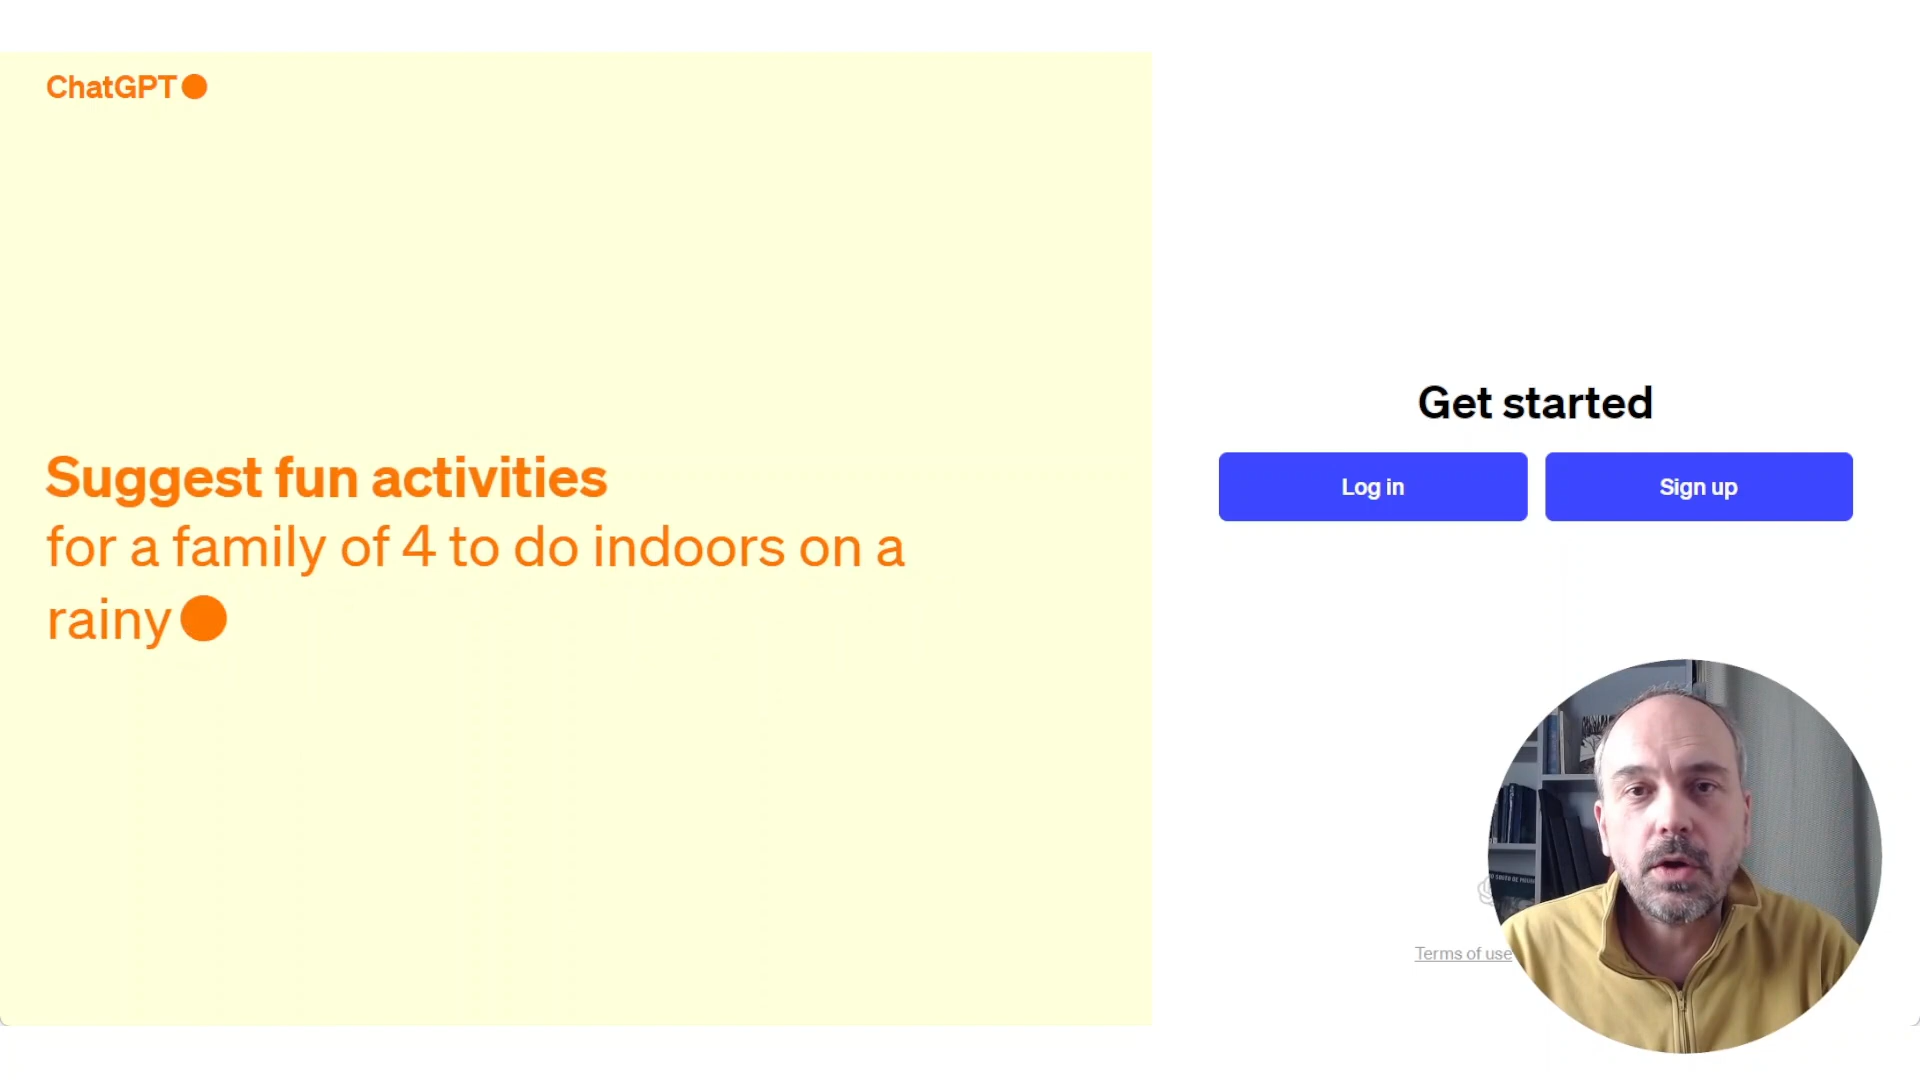 ChatGPT
Suggest fun activities
for a family of 4 to do indoors on a
rainy
Get started
Log in
Sign up
Terms of use